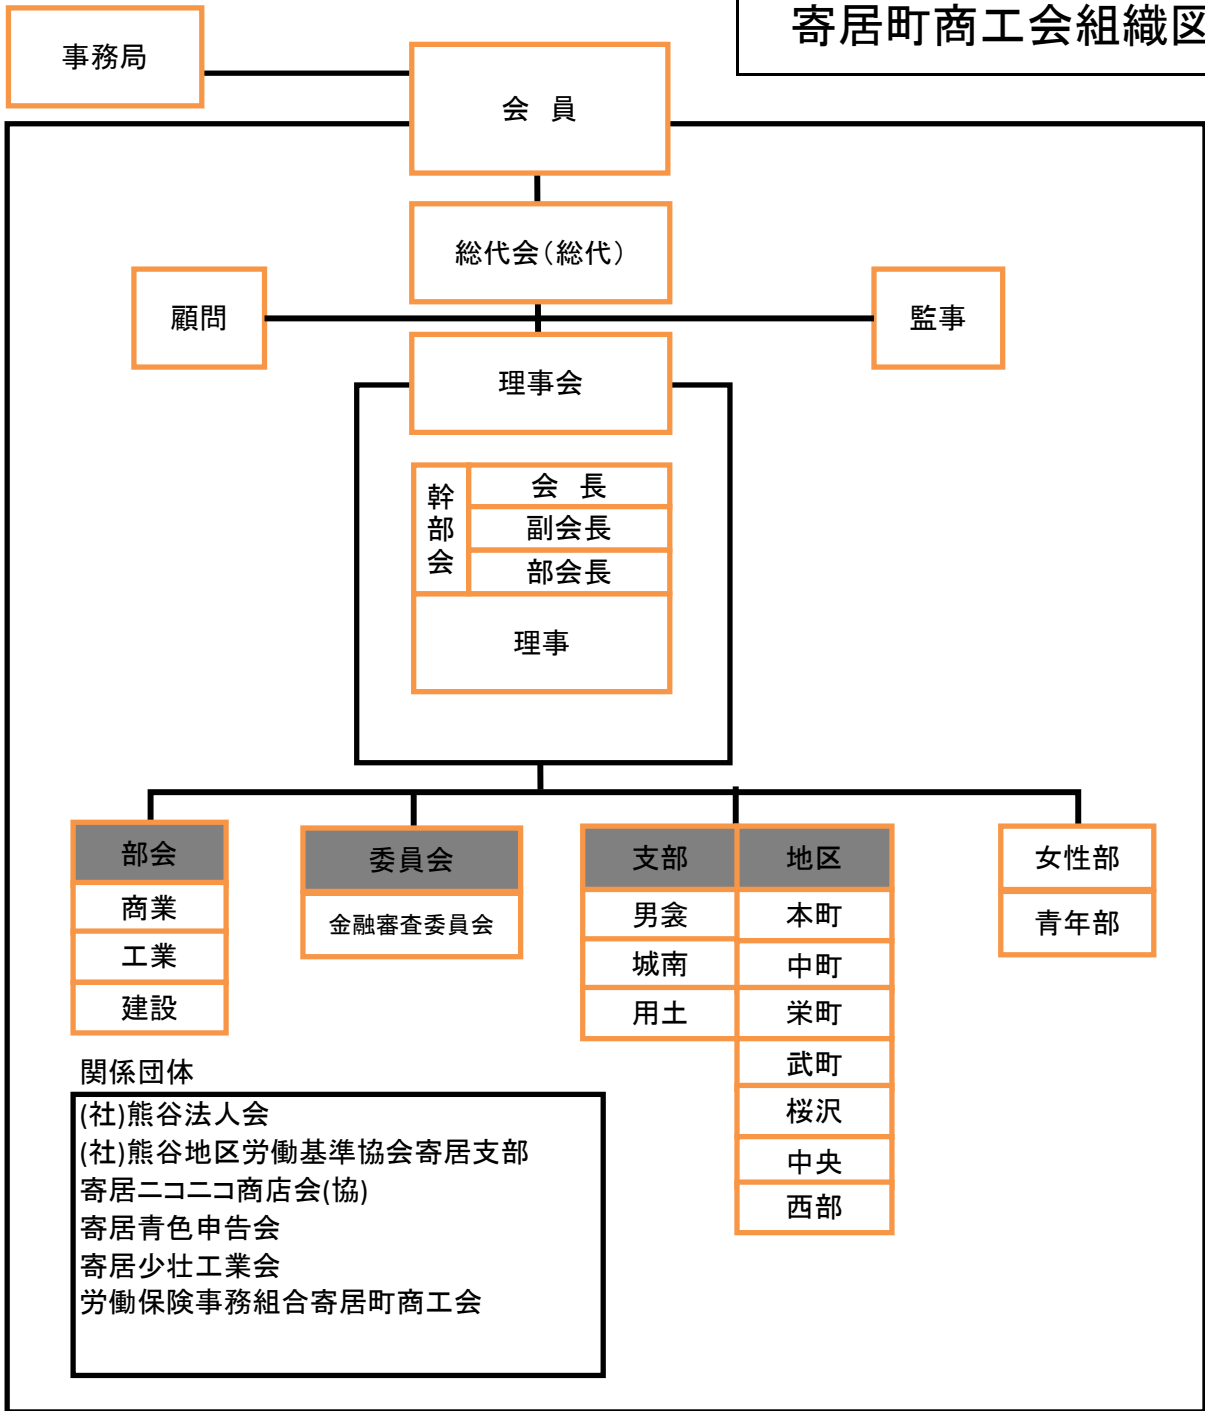 寄居町商工会組織図
事務局
会 員
総代会（総代）
顧問
監事
理事会
幹部会
会 長
副会長
部会長
理事
部会
商業
工業
建設
委員会
金融審査委員会
支部
男衾
城南
用土
地区
本町
中町
栄町
武町
桜沢
中央
西部
女性部
青年部
関係団体
(社)熊谷法人会
(社)熊谷地区労働基準協会寄居支部
寄居ニコニコ商店会(協)
寄居青色申告会
寄居少壮工業会
労働保険事務組合寄居町商工会